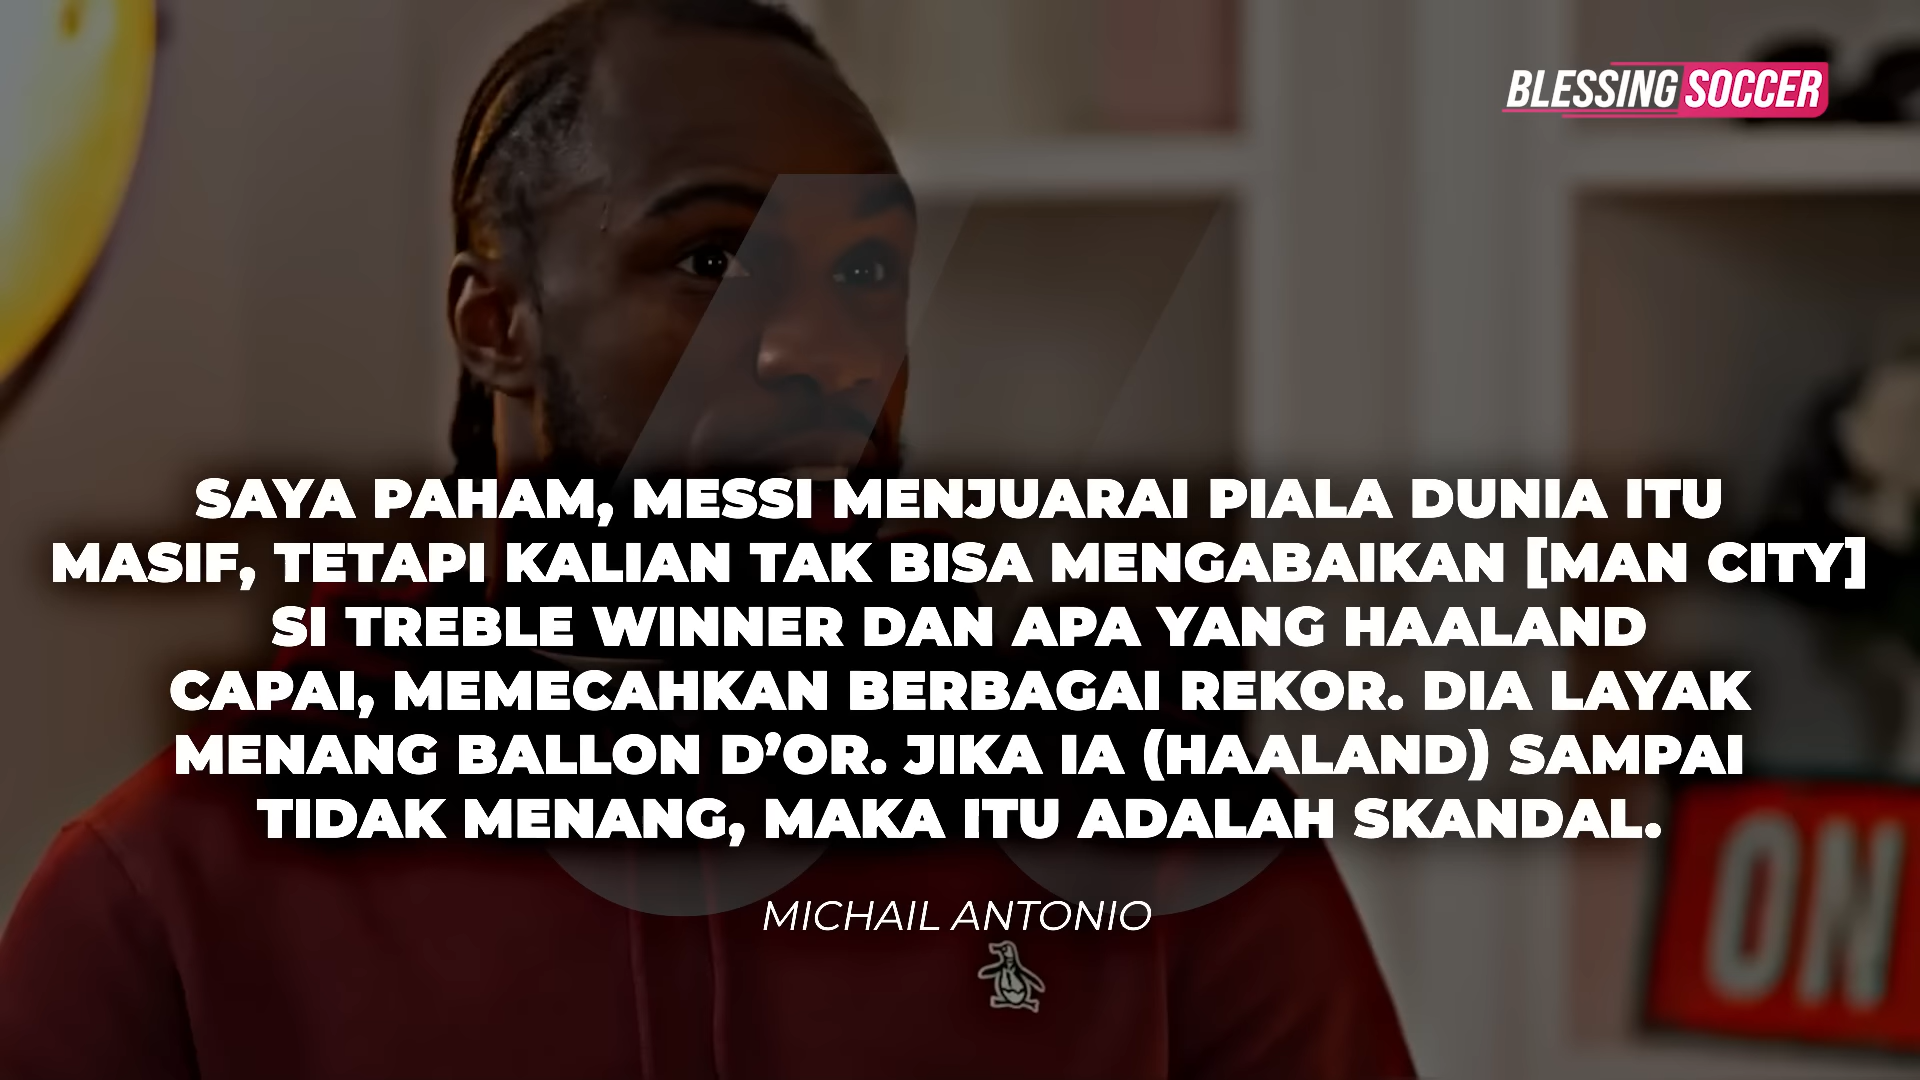 BLESSING SOCCER
SAYA PAHAM, MESSI MENJUARAI PIALA DUNIA ITU
MASIF, TETAPI KALIAN TAK BISA MENGABAIKAN [MAN CITY]
SI TREBLE WINNER DAN APA YANG HAALAND
CAPAI, MEMECAHKAN BERBAGAI REKOR. DIA LAYAK
MENANG BALLON D’OR. JIKA IA (HAALAND) SAMPAI
TIDAK MENANG, MAKA ITU ADALAH SKANDAL.
MICHAIL ANTONIO
ON